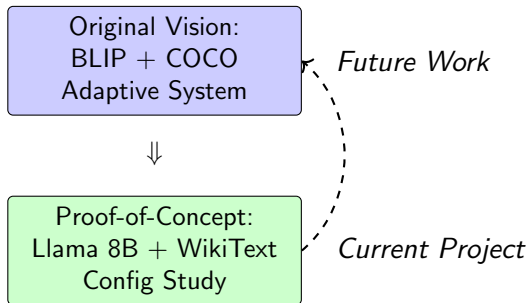 Original Vision:
BLIP + COCO
Adaptive System
Future Work
⇓
Proof-of-Concept:
Llama 8B + WikiText
Config Study
Current Project